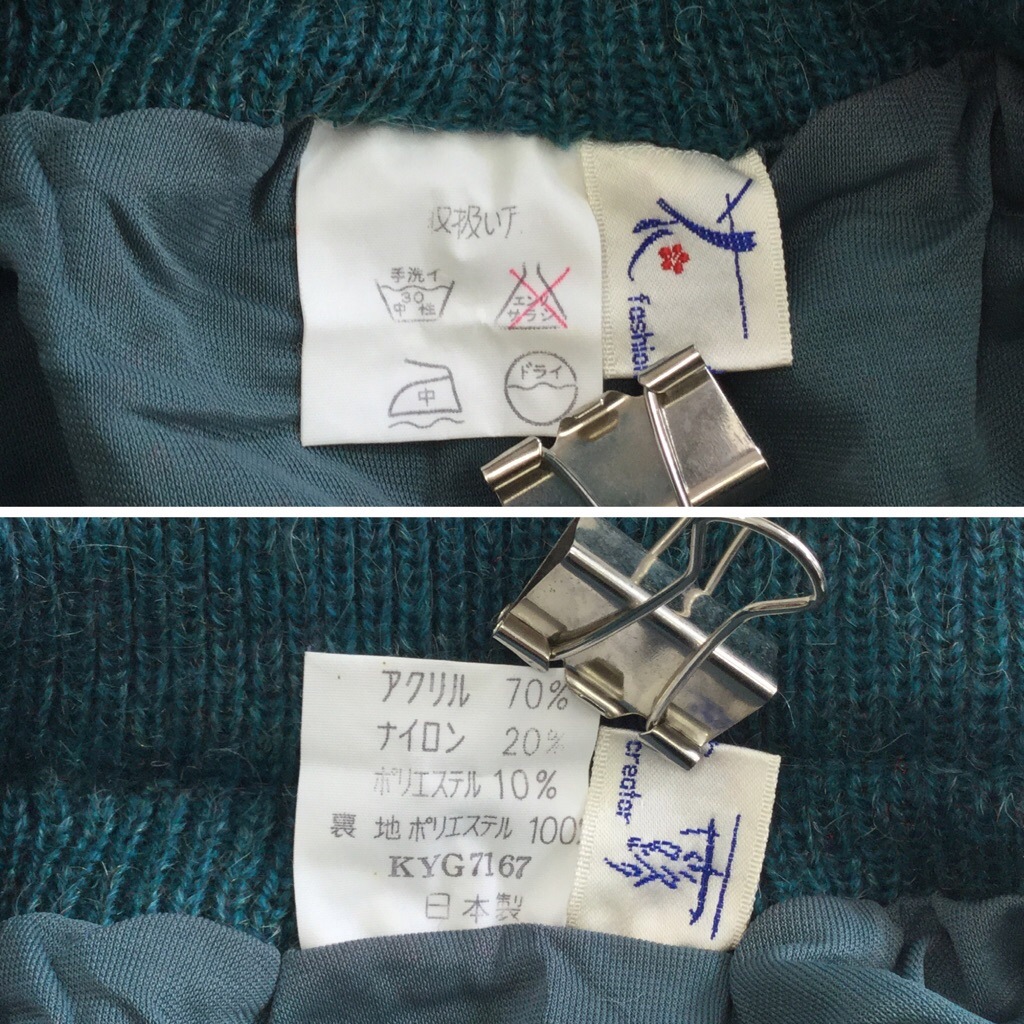 取扱い
手洗イ
30
中性
エンソ
サラシ
中
ドライ
fashion
アクリル 70%
ナイロン 20%
ポリエステル 10%
裏地 ポリエステル 100%
KYG7167
日本製
creator